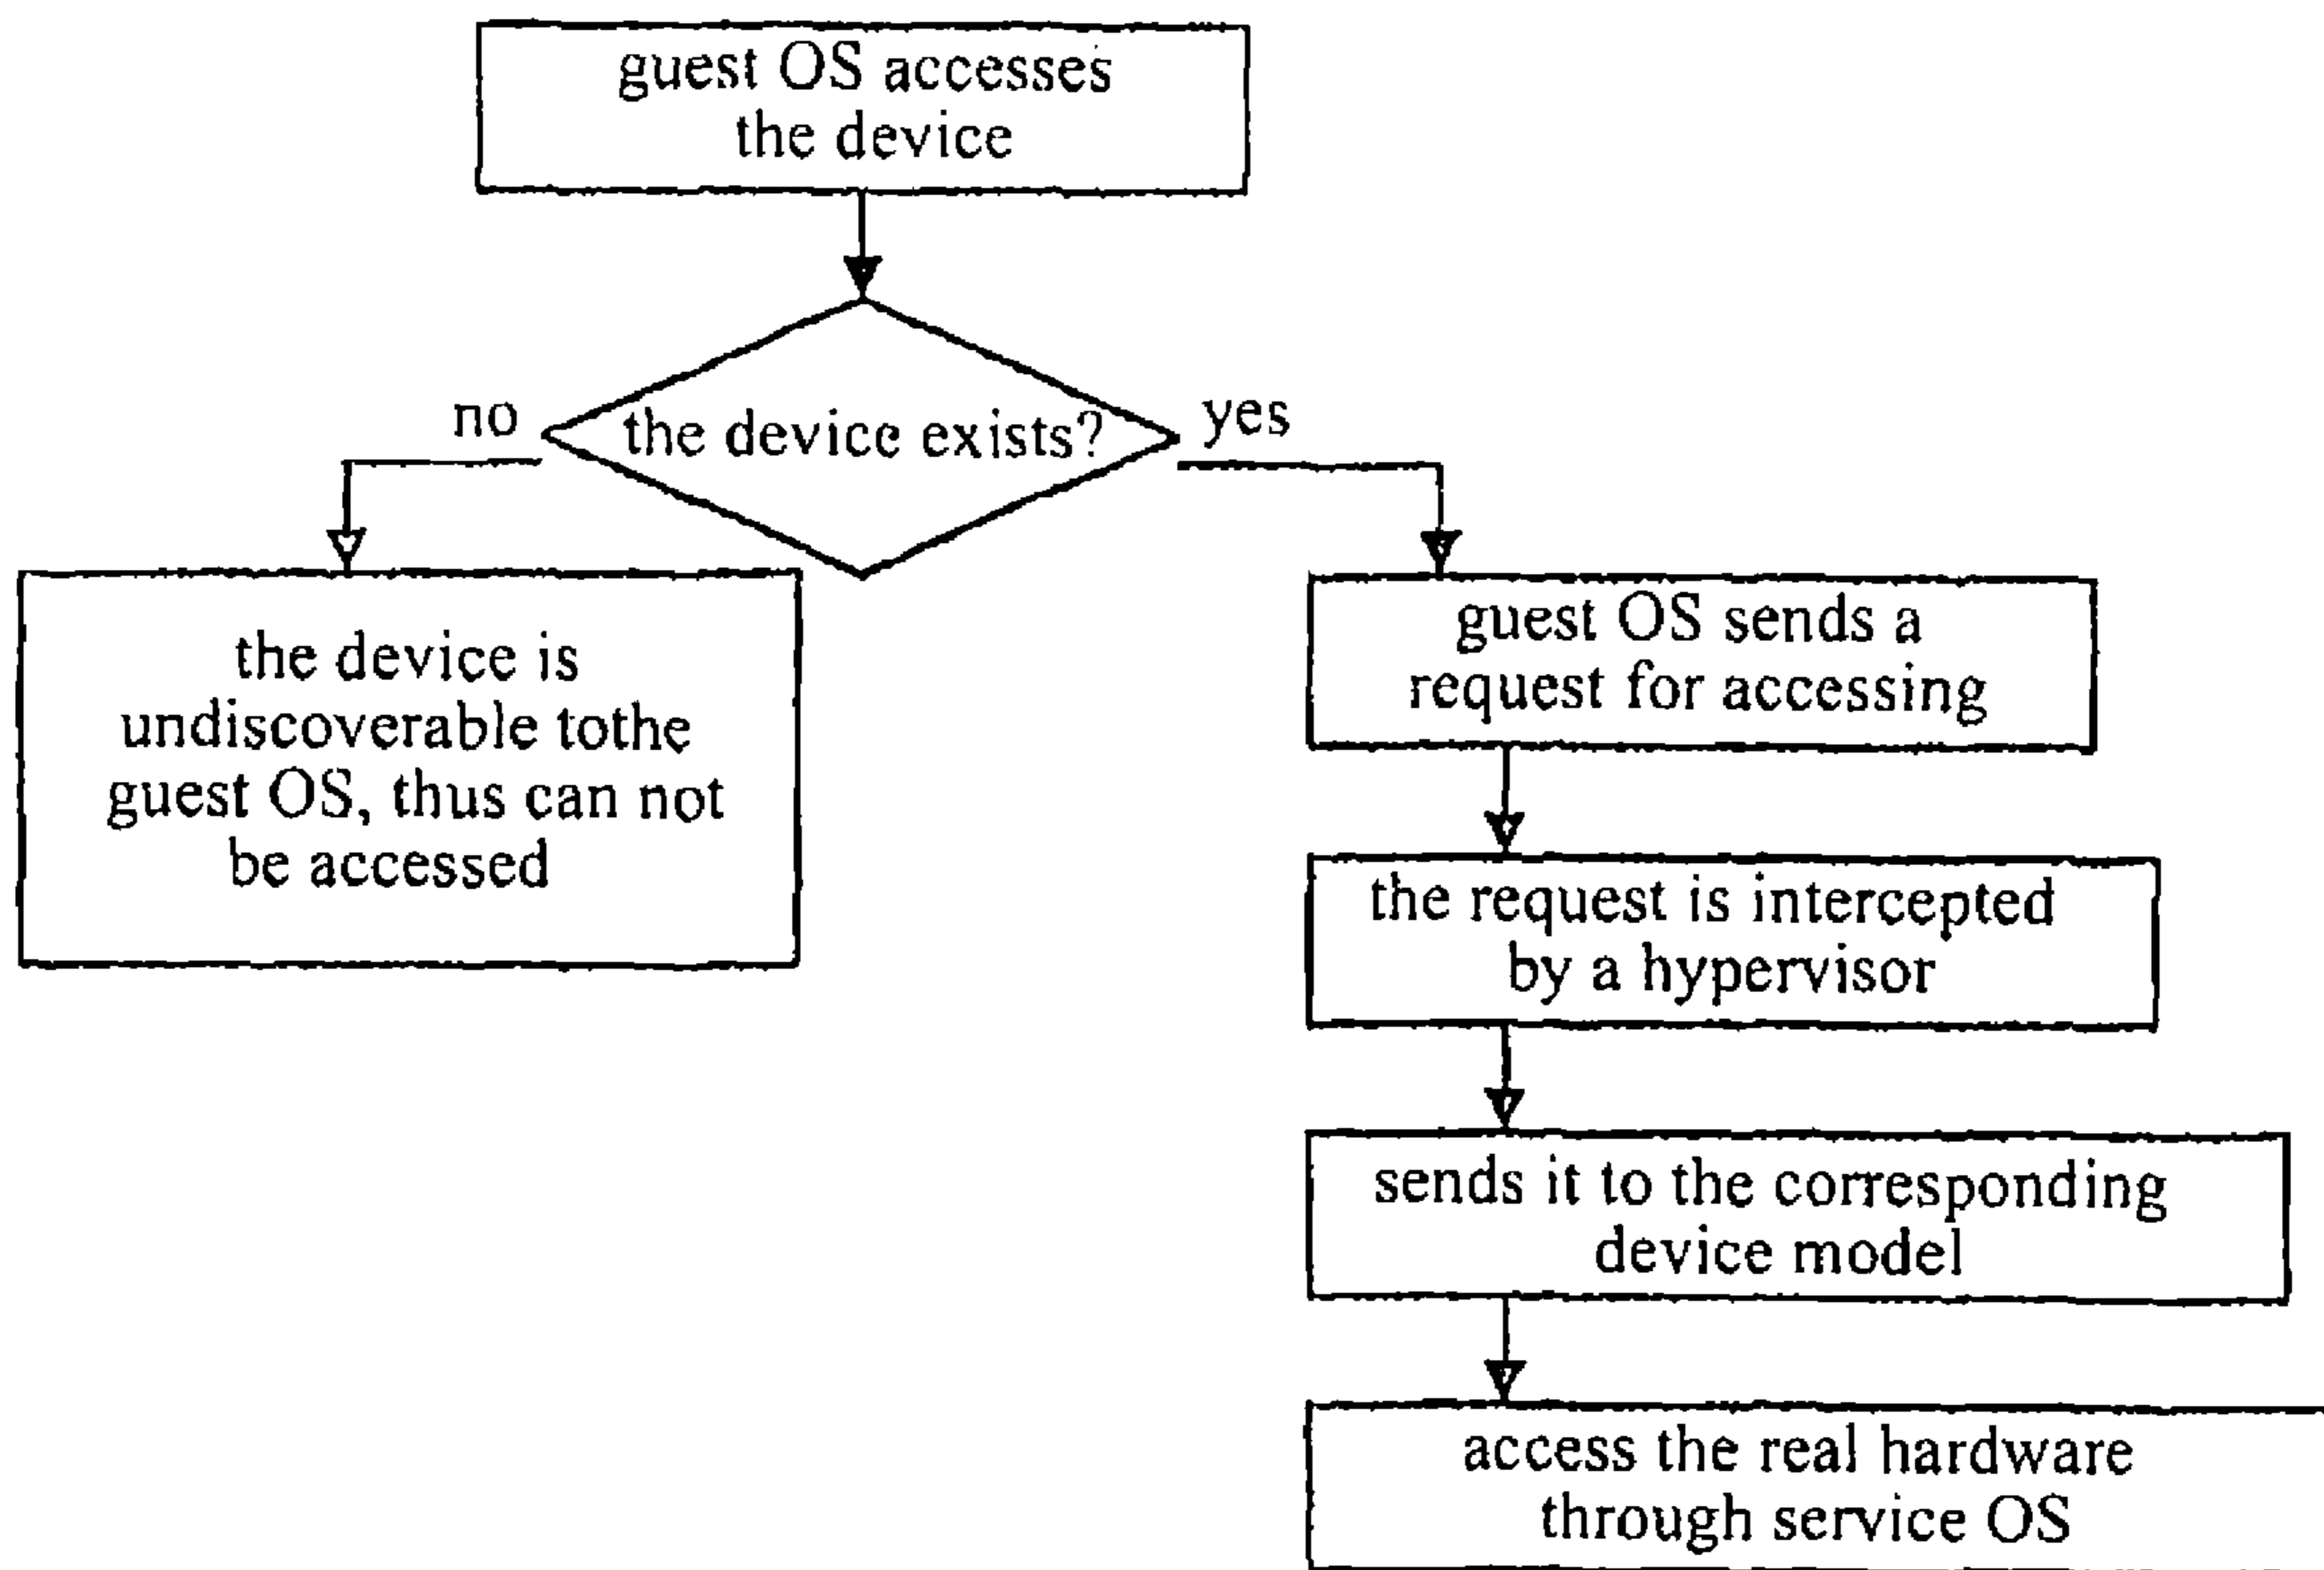 guest OS accesses
the device
no
the device exists?
yes
the device is
undiscoverable tothe
guest OS, thus can not
be accessed
guest OS sends a
request for accessing
the request is intercepted
by a hypervisor
sends it to the corresponding
device model
access the real hardware
through service OS